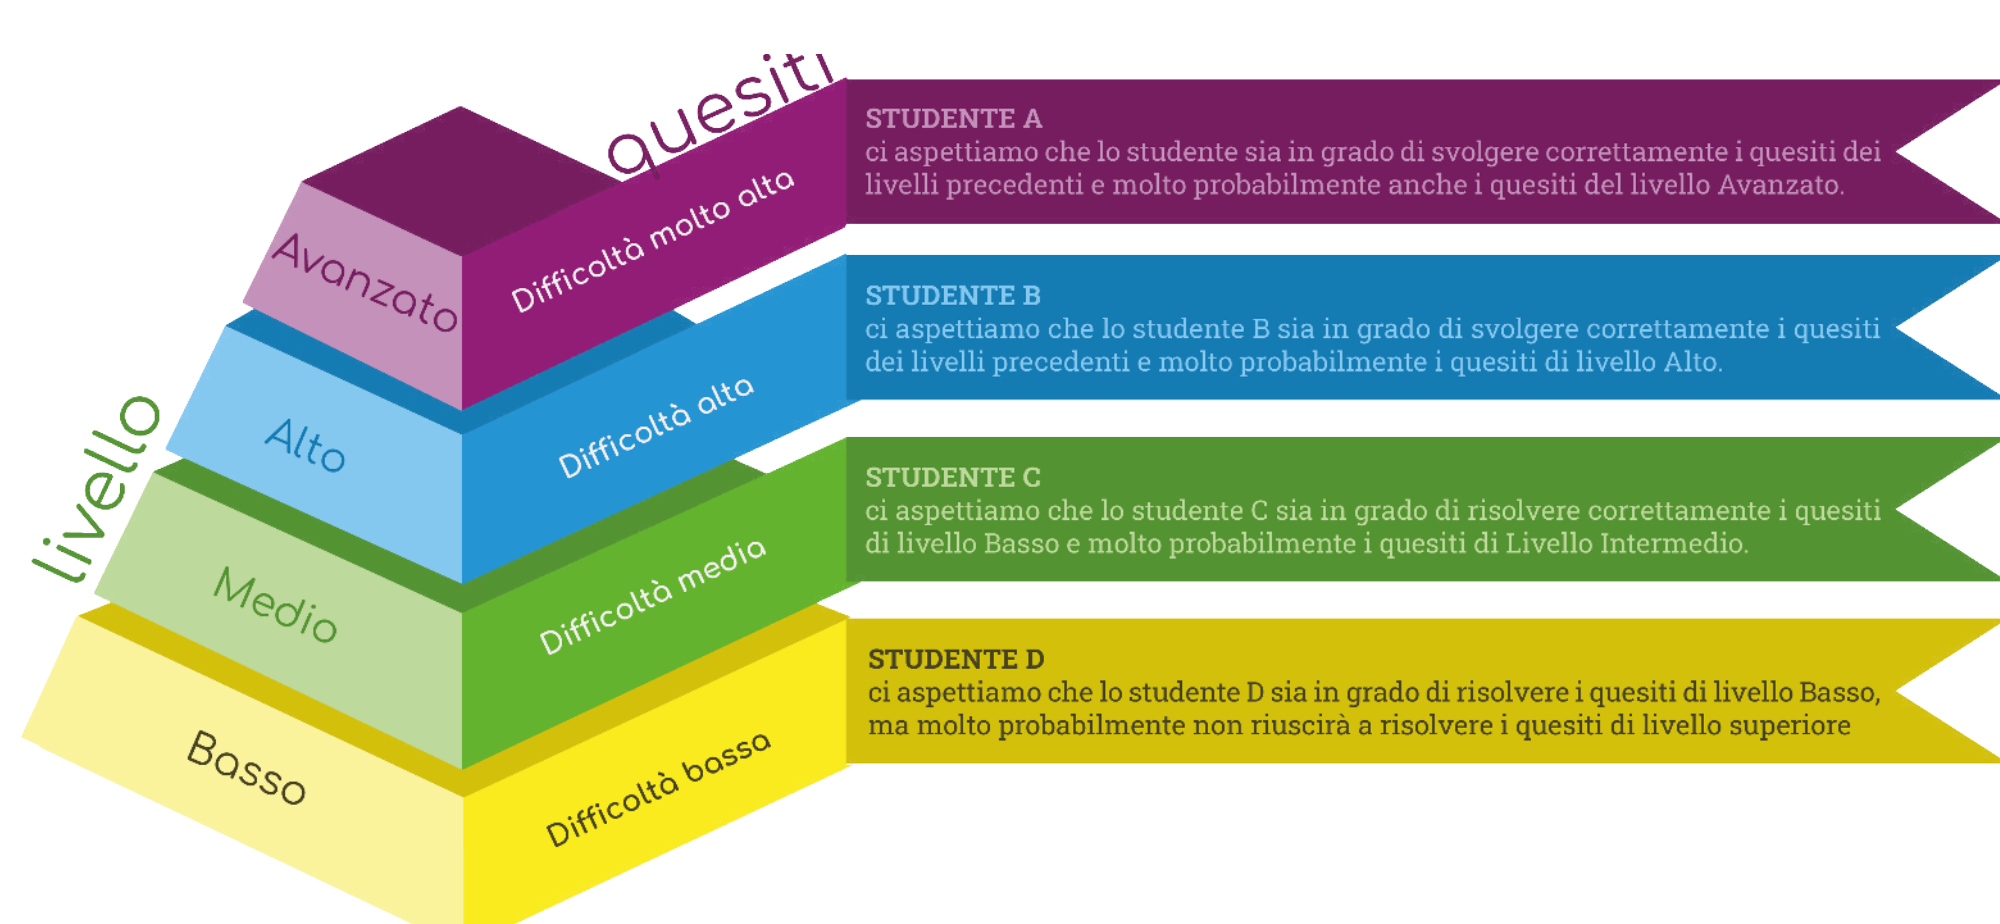 quesiti
livello
Avanzato
Difficoltà molto alta
STUDENTE A
ci aspettiamo che lo studente sia in grado di svolgere correttamente i quesiti dei
livelli precedenti e molto probabilmente anche i quesiti del livello Avanzato.
Alto
Difficoltà alta
STUDENTE B
ci aspettiamo che lo studente B sia in grado di svolgere correttamente i quesiti
dei livelli precedenti e molto probabilmente i quesiti di livello Alto.
Medio
Difficoltà media
STUDENTE C
ci aspettiamo che lo studente C sia in grado di risolvere correttamente i quesiti
di livello Basso e molto probabilmente i quesiti di Livello Intermedio.
Basso
Difficoltà bassa
STUDENTE D
ci aspettiamo che lo studente D sia in grado di risolvere i quesiti di livello Basso,
ma molto probabilmente non riuscirà a risolvere i quesiti di livello superiore